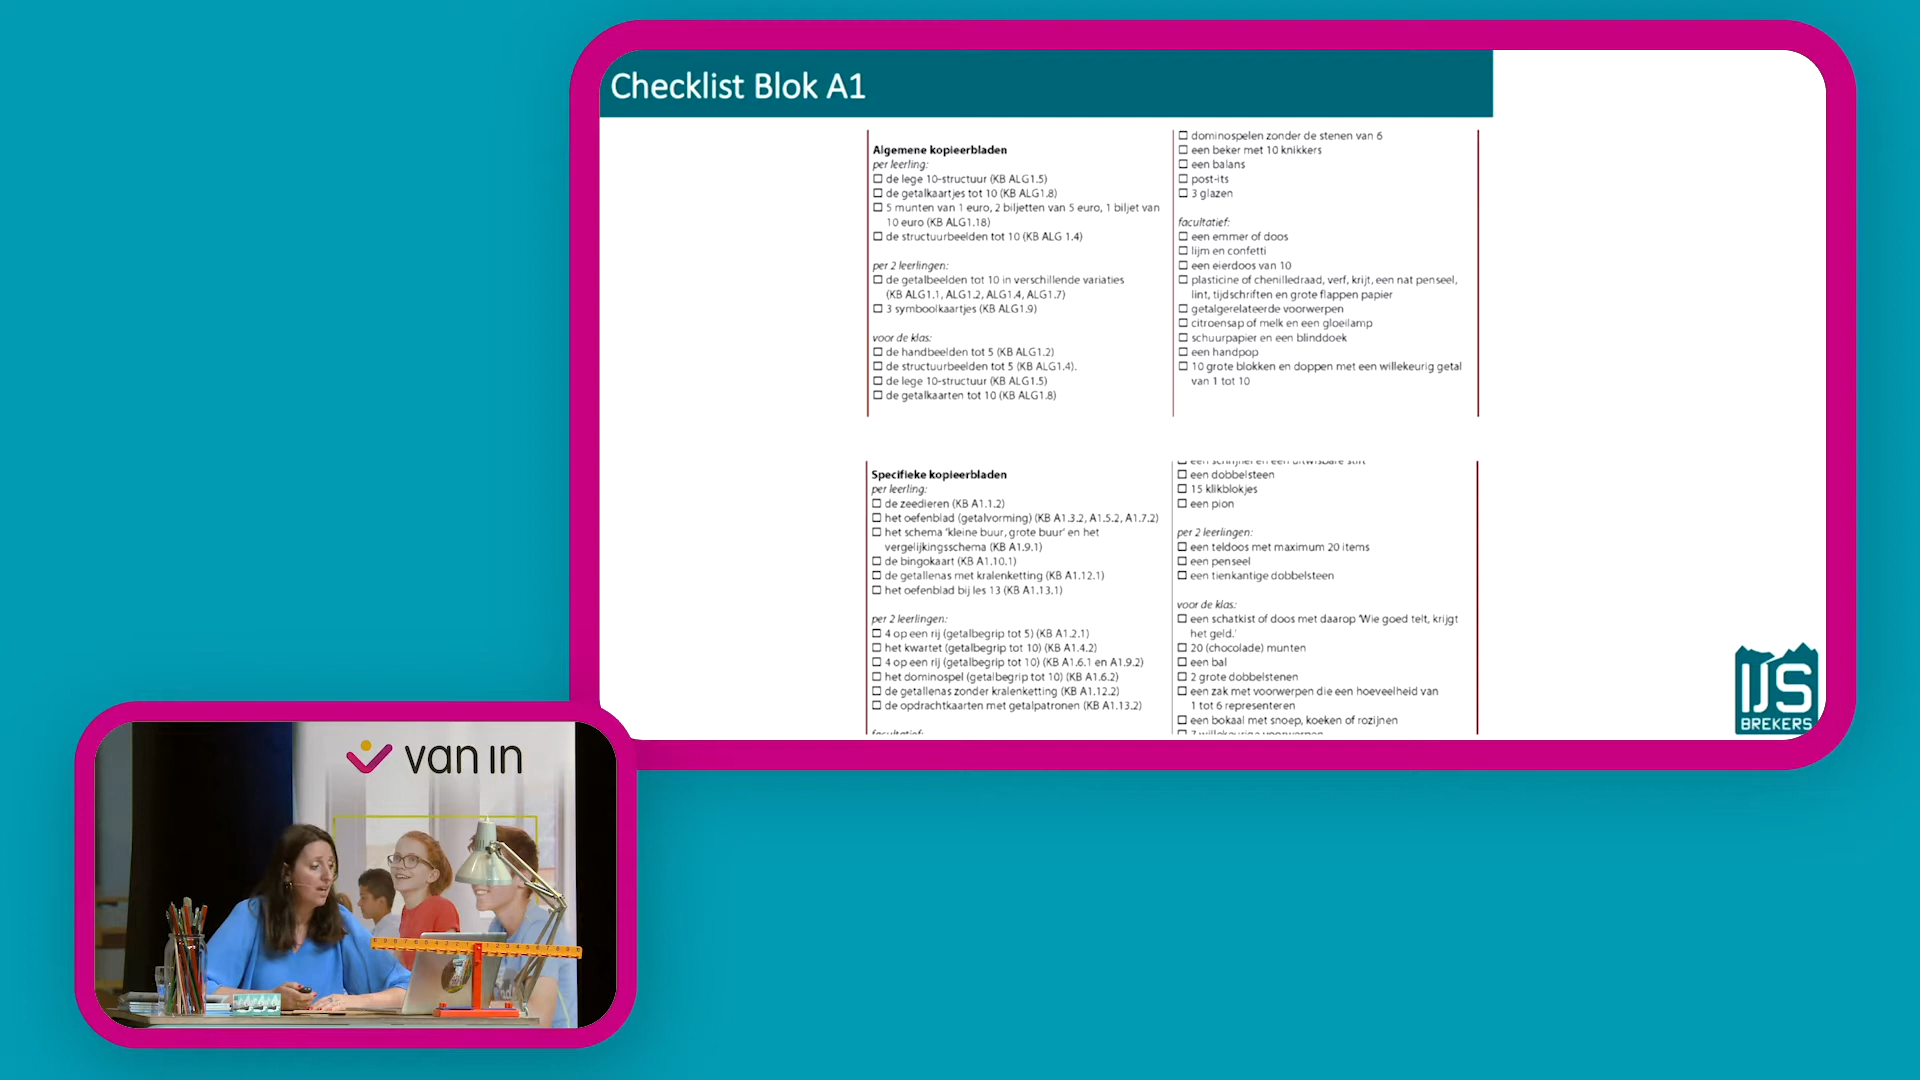 Checklist Blok A1
Algemene kopieerbladen
per leerling:
☐ de lege 10-structuur (KB ALG1.5)
☐ de getalkaartjes tot 10 (KB ALG1.8)
☐ 5 munten van 1 euro, 2 biljetten van 5 euro, 1 biljet van
10 euro (KB ALG1.18)
☐ de structuurbeelden tot 10 (KB ALG 1.4)
per 2 leerlingen:
☐ de getalbeelden tot 10 in verschillende variaties
(KB ALG1.1, ALG1.2, ALG1.4, ALG1.7)
☐ 3 symboolkaartjes (KB ALG1.9)
voor de klas:
☐ de handbeelden tot 5 (KB ALG1.2)
☐ de structuurbeelden tot 5 (KB ALG1.4).
☐ de lege 10-structuur (KB ALG1.5)
☐ de getalkaarten tot 10 (KB ALG1.8)
☐ dominospelen zonder de stenen van 6
☐ een beker met 10 knikkers
☐ een balans
☐ post-its
☐ 3 glazen
facultatief:
☐ een emmer of doos
☐ lijm en confetti
☐ een eierdoos van 10
☐ plasticine of chenilledraad, verf, krijt, een nat penseel,
lint, tijdschriften en grote flappen papier
☐ getalgerelateerde voorwerpen
☐ citroensap of melk en een gloeilamp
☐ schuurpapier en een blinddoek
☐ een handpop
☐ 10 grote blokken en doppen met een willekeurig getal
van 1 tot 10
Specifieke kopieerbladen
per leerling:
☐ de zeedieren (KB A1.1.2)
☐ het oefenblad (getalvorming) (KB A1.3.2, A1.5.2, A1.7.2)
☐ het schema 'kleine buur, grote buur' en het
vergelijkingsschema (KB A1.9.1)
☐ de bingokaart (KB A1.10.1)
☐ de getallenas met kralenketting (KB A1.12.1)
☐ het oefenblad bij les 13 (KB A1.13.1)
per 2 leerlingen:
☐ 4 op een rij (getalbegrip tot 5) (KB A1.2.1)
☐ het kwartet (getalbegrip tot 10) (KB A1.4.2)
☐ 4 op een rij (getalbegrip tot 10) (KB A1.6.1 en A1.9.2)
☐ het dominospel (getalbegrip tot 10) (KB A1.6.2)
☐ de getallenas zonder kralenketting (KB A1.12.2)
☐ de opdrachtkaarten met getalpatronen (KB A1.13.2)
☐ een dobbelsteen
☐ 15 klikblokjes
☐ een pion
per 2 leerlingen:
☐ een teldoos met maximum 20 items
☐ een penseel
☐ een tienkantige dobbelsteen
voor de klas:
☐ een schatkist of doos met daarop 'Wie goed telt, krijgt
het geld.'
☐ 20 (chocolade) munten
☐ een bal
☐ 2 grote dobbelstenen
☐ een zak met voorwerpen die een hoeveelheid van
1 tot 6 representeren
☐ een bokaal met snoep, koeken of rozijnen
IJS
BREKERS
van in